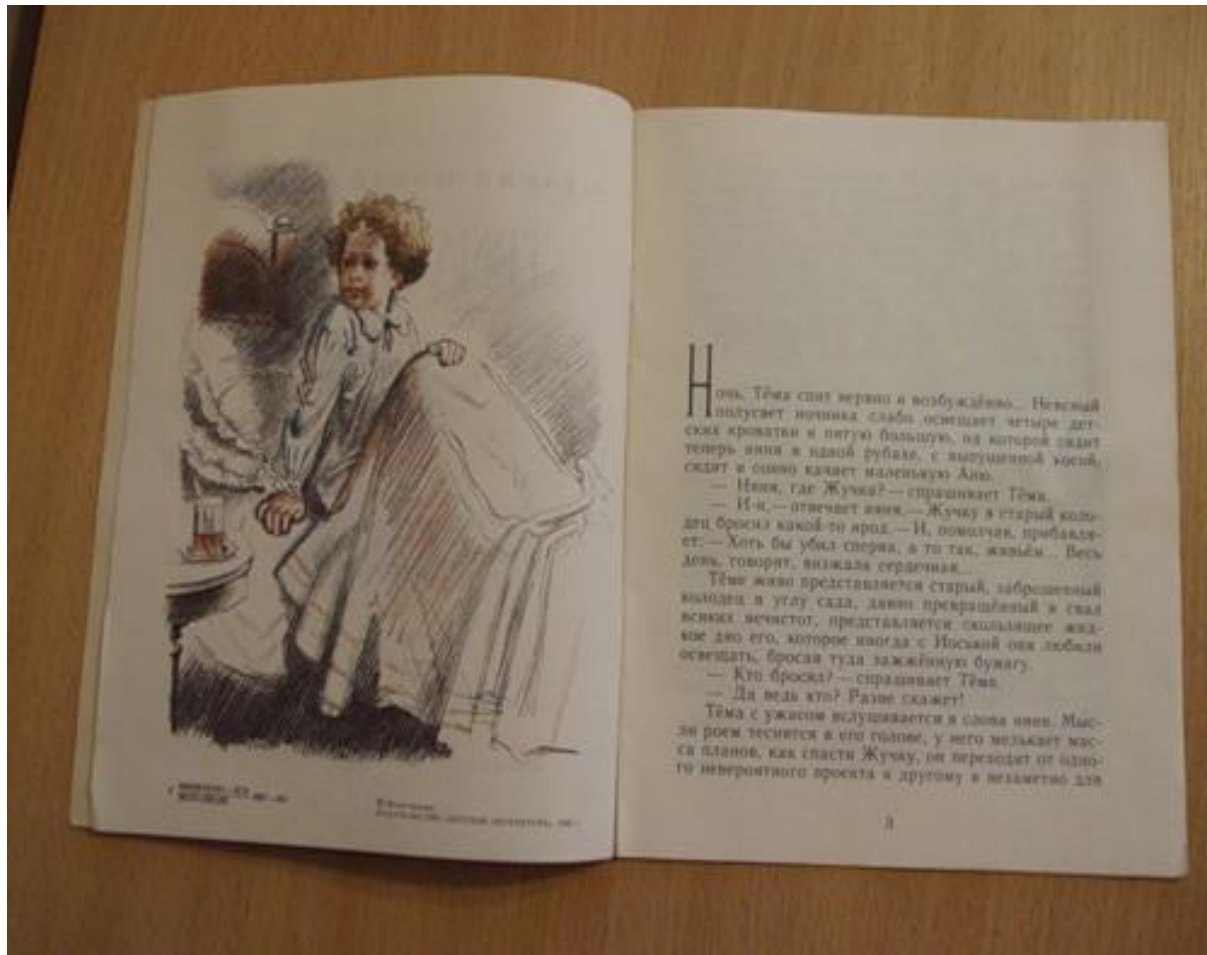 Ночь. Тёма спит нервно и возбуждённо... Неясный
полусвет ночника слабо освещает четыре дет-
ских кроватки и пятую большую, на которой сидит
теперь няня в одной рубахе, с выпущенной косой,
сидит и сонно качает маленькую Аню.
— Няня, где Жучка? — спрашивает Тёма.
— И-и, — отвечает няня, — Жучку в старый коло-
дец бросил какой-то ирод. — И, помолчав, прибавля-
ет: — Хоть бы убил сперва, а то так, живьём... Весь
день, говорят, визжала сердечная...
Тёме живо представляется старый, заброшенный
колодец в углу сада, давно превращённый в свал
всяких нечистот, представляется скользящее жид-
кое дно его, которое иногда с Иоськой они любили
освещать, бросая туда зажжённую бумагу.
— Кто бросил? — спрашивает Тёма.
— Да ведь кто? Разве скажет!
Тёма с ужасом вслушивается в слова няни. Мыс-
ли роем теснятся в его голове, у него мелькает мас-
са планов, как спасти Жучку, он переходит от одно-
го невероятного проекта к другому и незаметно для
3